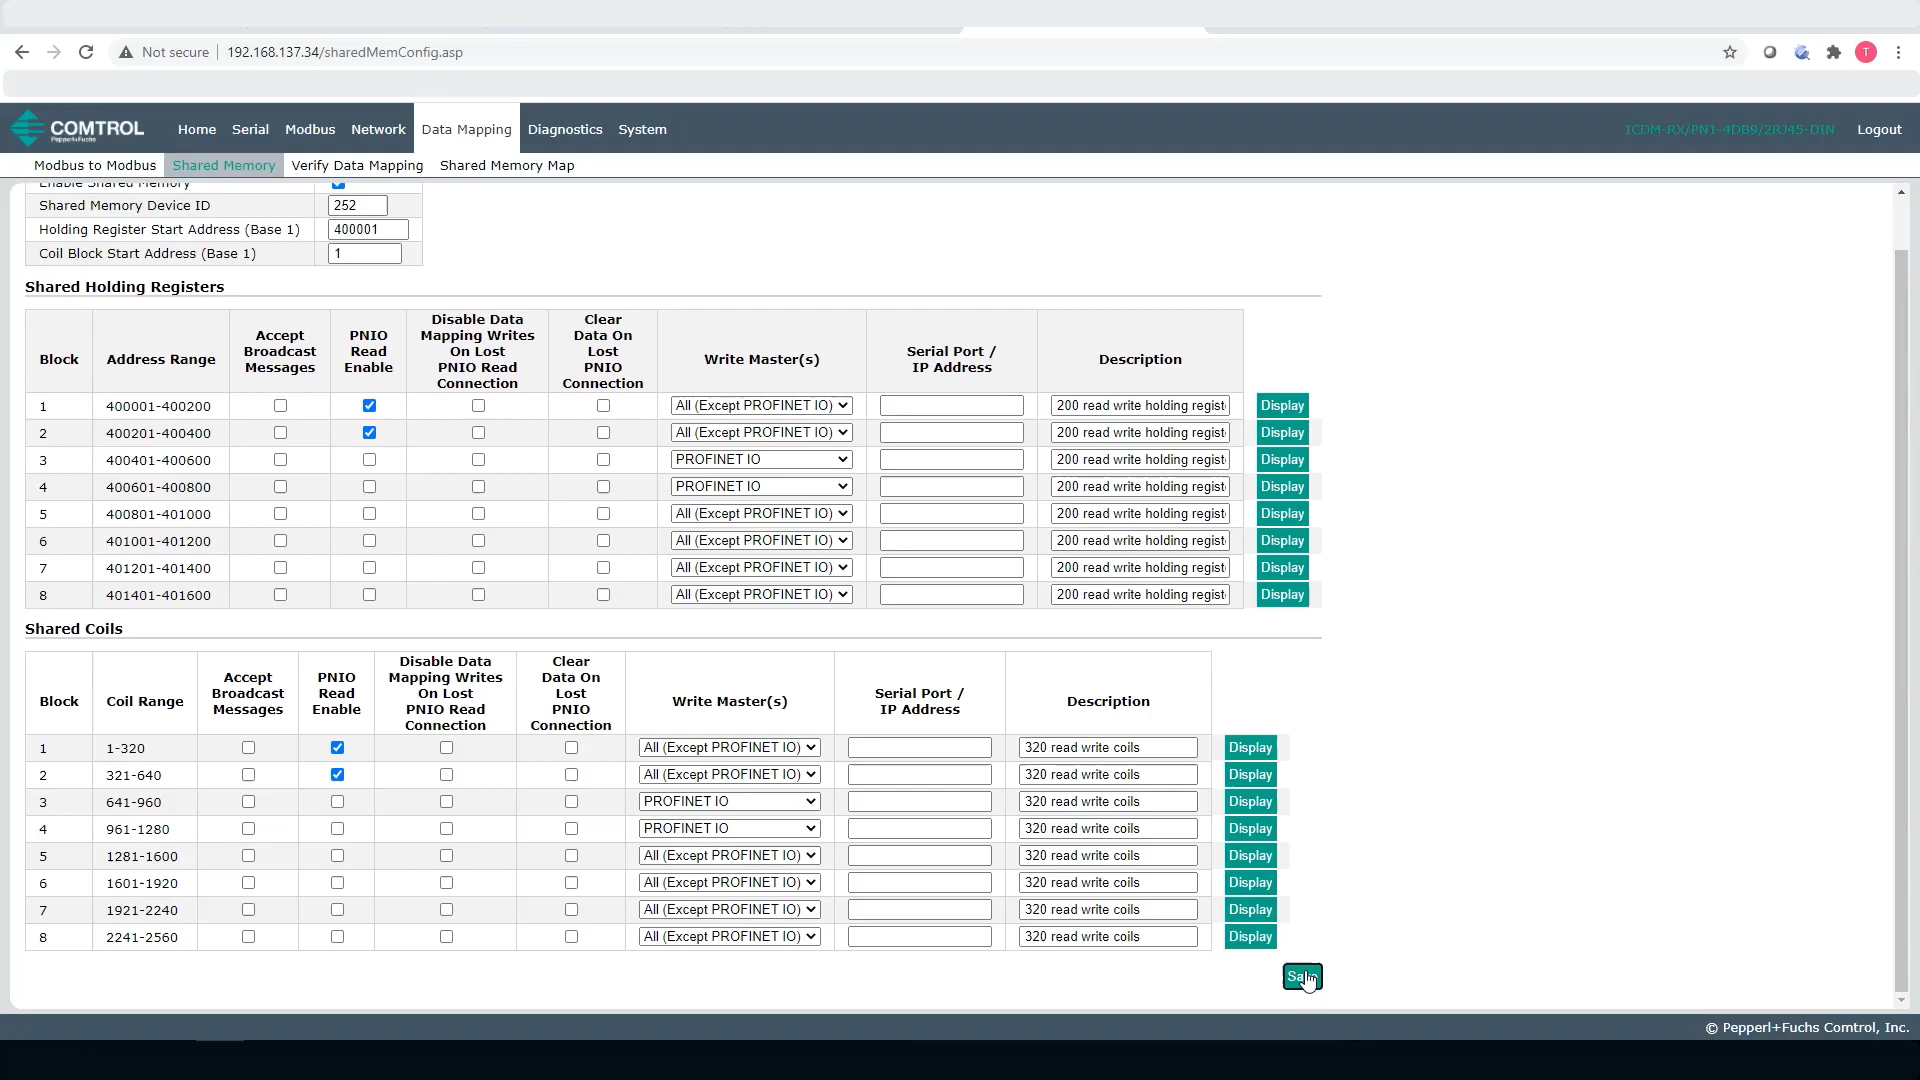 Not secure | 192.168.137.34/sharedMemConfig.asp
T
COMTROL
Pepperl+Fuchs
Home Serial Modbus Network Data Mapping Diagnostics System
ICDM-RX/PN1-4DB9/2RJ45-DIN Logout
Modbus to Modbus Shared Memory Verify Data Mapping Shared Memory Map
Enable Shared Memory
Shared Memory Device ID 252
Holding Register Start Address (Base 1) 400001
Coil Block Start Address (Base 1) 1
Shared Holding Registers
Block Address Range Accept Broadcast Messages PNIO Read Enable Disable Data Mapping Writes On Lost PNIO Read Connection Clear Data On Lost PNIO Connection Write Master(s) Serial Port / IP Address Description
1 400001-400200 All (Except PROFINET IO) 200 read write holding regist Display
2 400201-400400 All (Except PROFINET IO) 200 read write holding regist Display
3 400401-400600 PROFINET IO 200 read write holding regist Display
4 400601-400800 PROFINET IO 200 read write holding regist Display
5 400801-401000 All (Except PROFINET IO) 200 read write holding regist Display
6 401001-401200 All (Except PROFINET IO) 200 read write holding regist Display
7 401201-401400 All (Except PROFINET IO) 200 read write holding regist Display
8 401401-401600 All (Except PROFINET IO) 200 read write holding regist Display
Shared Coils
Block Coil Range Accept Broadcast Messages PNIO Read Enable Disable Data Mapping Writes On Lost PNIO Read Connection Clear Data On Lost PNIO Connection Write Master(s) Serial Port / IP Address Description
1 1-320 All (Except PROFINET IO) 320 read write coils Display
2 321-640 All (Except PROFINET IO) 320 read write coils Display
3 641-960 PROFINET IO 320 read write coils Display
4 961-1280 PROFINET IO 320 read write coils Display
5 1281-1600 All (Except PROFINET IO) 320 read write coils Display
6 1601-1920 All (Except PROFINET IO) 320 read write coils Display
7 1921-2240 All (Except PROFINET IO) 320 read write coils Display
8 2241-2560 All (Except PROFINET IO) 320 read write coils Display
Save
© Pepperl+Fuchs Comtrol, Inc.